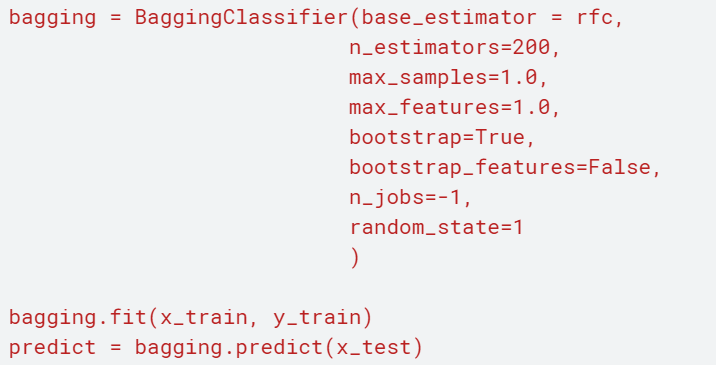 bagging = BaggingClassifier(base_estimator = rfc,
                            n_estimators=200,
                            max_samples=1.0,
                            max_features=1.0,
                            bootstrap=True,
                            bootstrap_features=False,
                            n_jobs=-1,
                            random_state=1
                            )
bagging.fit(x_train, y_train)
predict = bagging.predict(x_test)